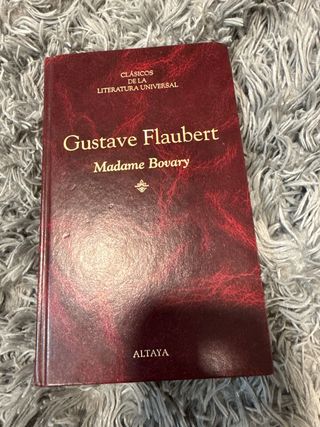 CLÁSICOS
DE LA
LITERATURA UNIVERSAL
Gustave Flaubert
Madame Bovary
ALTAYA